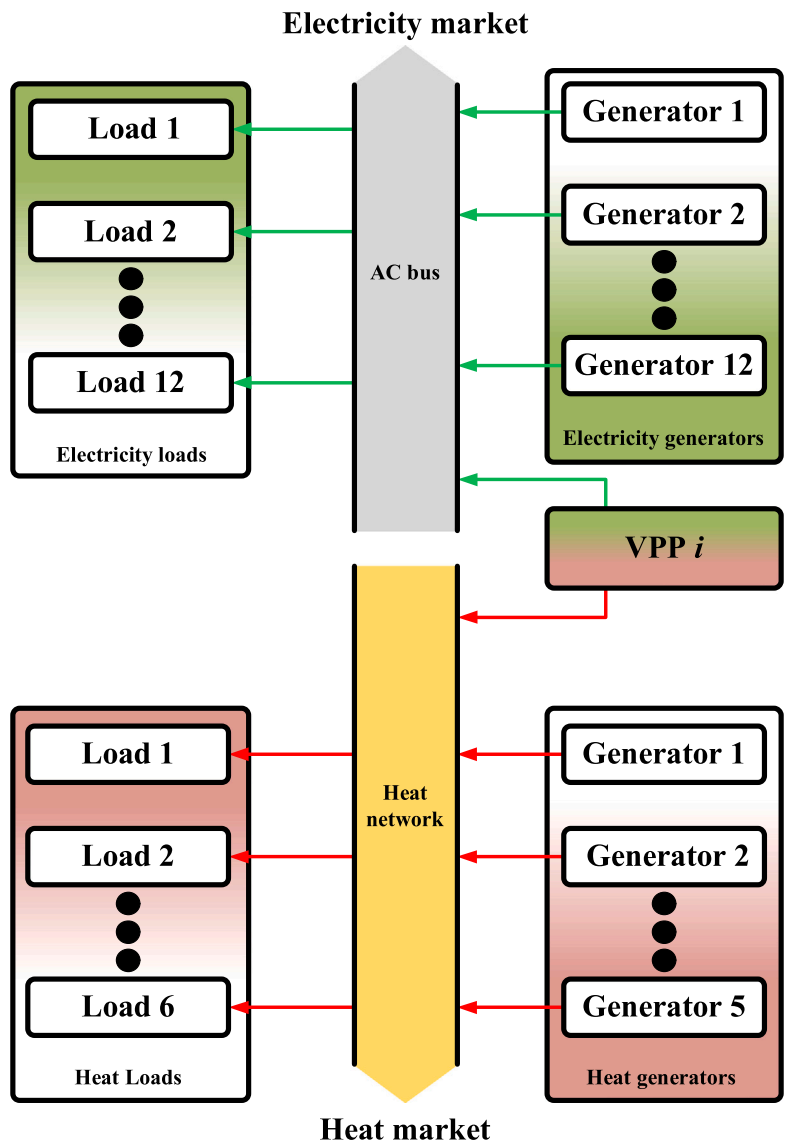 Electricity market
Load 1
Load 2
Load 12
Electricity loads
AC bus
Generator 1
Generator 2
Generator 12
Electricity generators
VPP i
Load 1
Load 2
Load 6
Heat Loads
Heat
network
Generator 1
Generator 2
Generator 5
Heat generators
Heat market